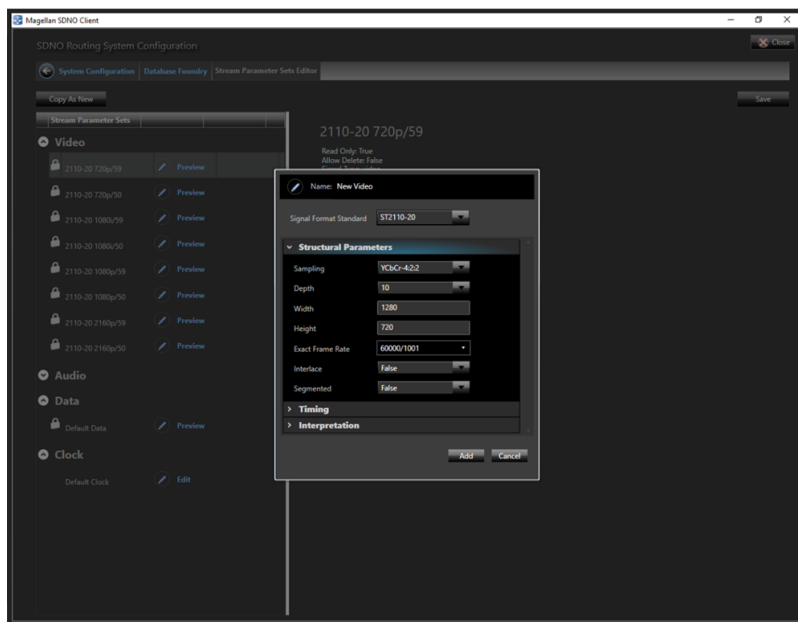 Magellan SDNO Client
SDNO Routing System Configuration
Close
System Configuration Database Foundry Stream Parameter Sets Editor
Copy As New
Save
Stream Parameter Sets
Video
2110-20 720p/59 Preview
2110-20 720p/50 Preview
2110-20 1080i/59 Preview
2110-20 1080i/50 Preview
2110-20 1080p/59 Preview
2110-20 1080p/50 Preview
2110-20 2160p/59 Preview
2110-20 2160p/50 Preview
Audio
Data
Default Data Preview
Clock
Default Clock Edit
2110-20 720p/59
Read Only: True
Allow Delete: False
Name: New Video
Signal Format Standard ST2110-20
Structural Parameters
Sampling YCbCr-4:2:2
Depth 10
Width 1280
Height 720
Exact Frame Rate 60000/1001
Interlace False
Segmented False
Timing
Interpretation
Add Cancel